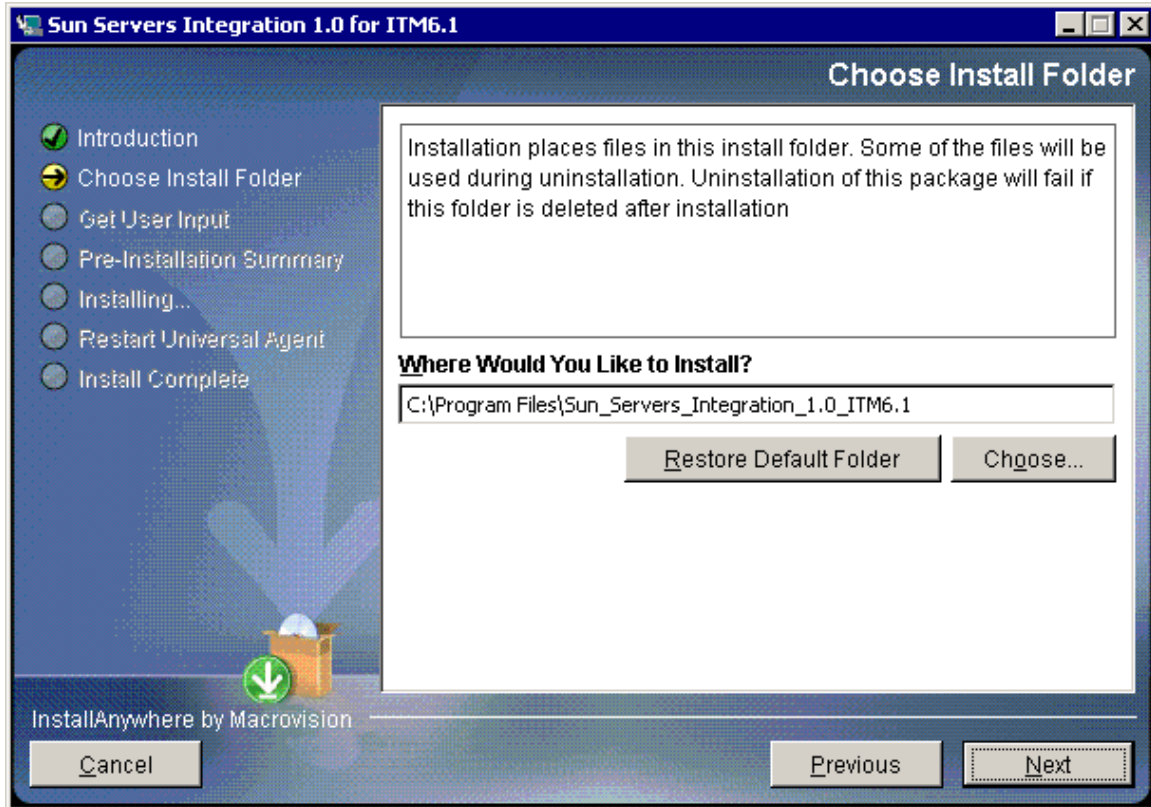 Sun Servers Integration 1.0 for ITM6.1
Choose Install Folder
Introduction
Choose Install Folder
Get User Input
Pre-Installation Summary
Installing...
Restart Universal Agent
Install Complete
Installation places files in this install folder. Some of the files will be
used during uninstallation. Uninstallation of this package will fail if
this folder is deleted after installation
Where Would You Like to Install?
C:\Program Files\Sun_Servers_Integration_1.0_ITM6.1
Restore Default Folder
Choose...
InstallAnywhere by Macrovision
Cancel
Previous
Next